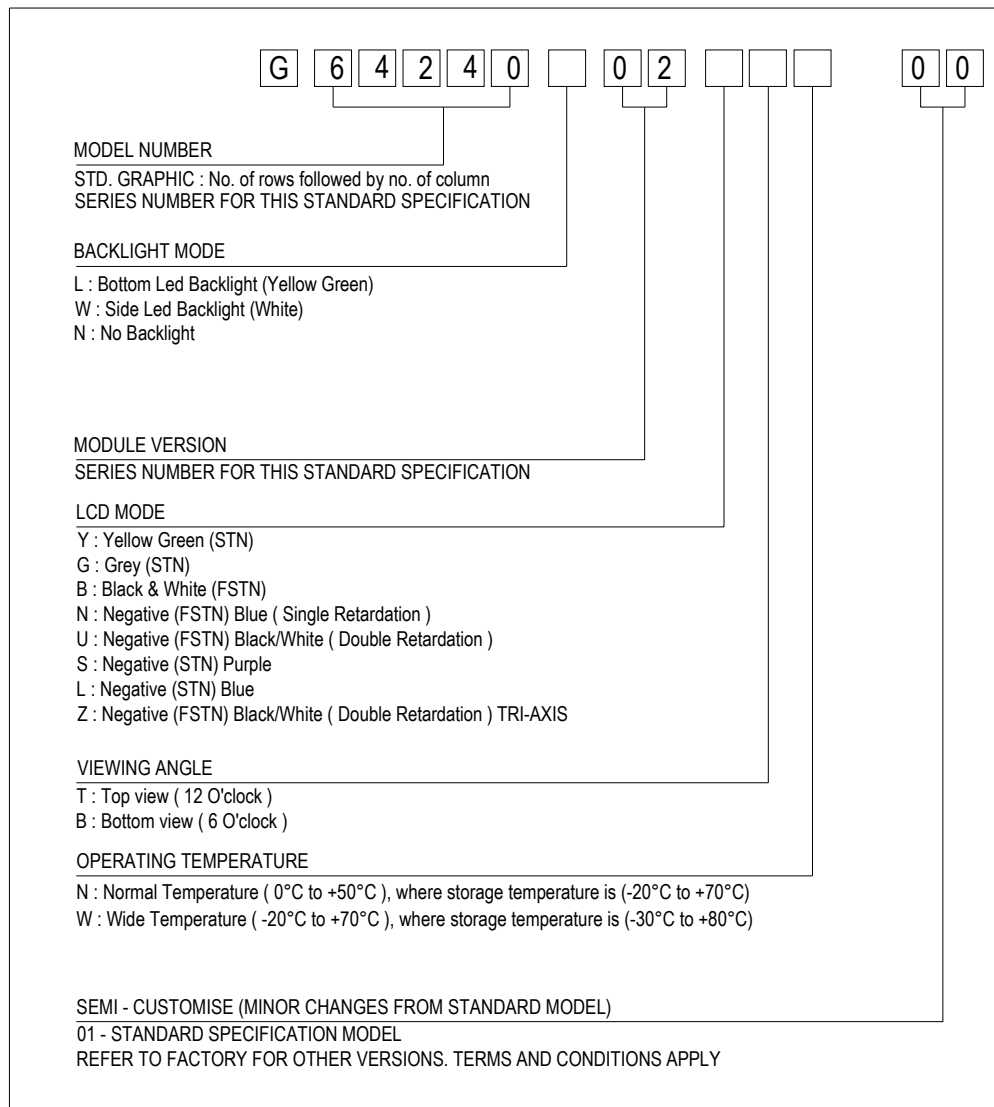 G 6 4 2 4 0 0 2 0 0
MODEL NUMBER
STD. GRAPHIC : No. of rows followed by no. of column
SERIES NUMBER FOR THIS STANDARD SPECIFICATION
BACKLIGHT MODE
L : Bottom Led Backlight (Yellow Green)
W : Side Led Backlight (White)
N : No Backlight
MODULE VERSION
SERIES NUMBER FOR THIS STANDARD SPECIFICATION
LCD MODE
Y : Yellow Green (STN)
G : Grey (STN)
B : Black & White (FSTN)
N : Negative (FSTN) Blue ( Single Retardation )
U : Negative (FSTN) Black/White ( Double Retardation )
S : Negative (STN) Purple
L : Negative (STN) Blue
Z : Negative (FSTN) Black/White ( Double Retardation ) TRI-AXIS
VIEWING ANGLE
T : Top view ( 12 O'clock )
B : Bottom view ( 6 O'clock )
OPERATING TEMPERATURE
N : Normal Temperature ( 0°C to +50°C ), where storage temperature is (-20°C to +70°C)
W : Wide Temperature ( -20°C to +70°C ), where storage temperature is (-30°C to +80°C)
SEMI - CUSTOMISE (MINOR CHANGES FROM STANDARD MODEL)
01 - STANDARD SPECIFICATION MODEL
REFER TO FACTORY FOR OTHER VERSIONS. TERMS AND CONDITIONS APPLY